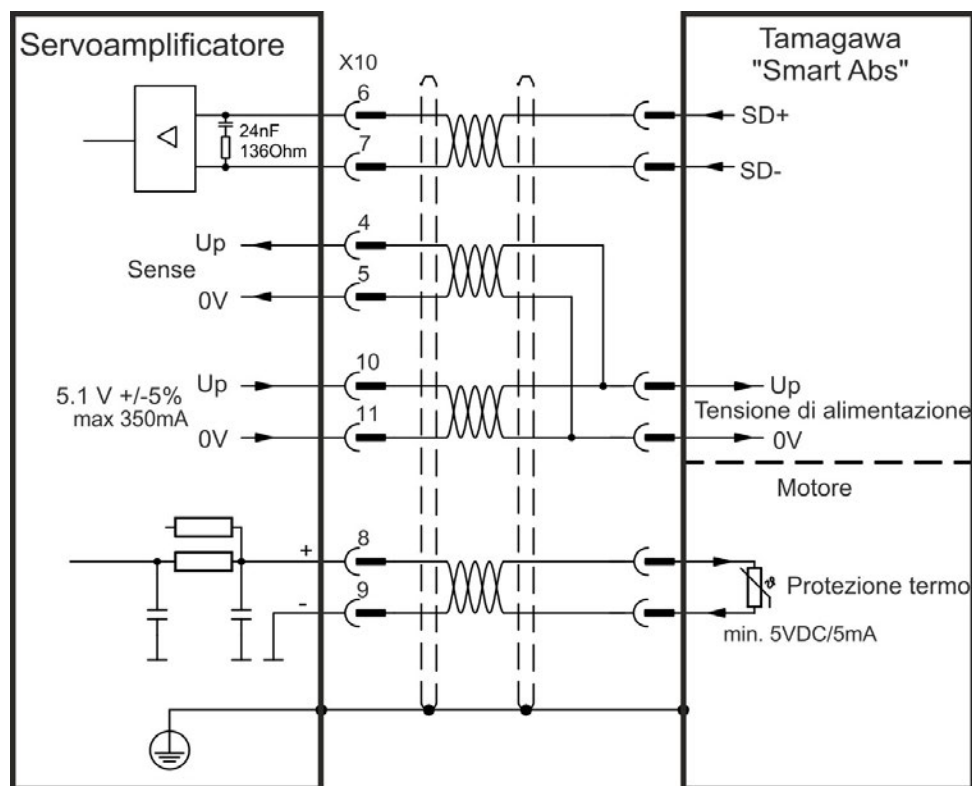 Servoamplificatore
X10
Tamagawa
"Smart Abs"
6
SD+
24nF
136Ohm
7
SD-
4
Up
Sense
5
0V
10
5.1 V +/-5%
max 350mA
Up
Up
Tensione di alimentazione
11
0V
0V
Motore
8
+
9
-
Protezione termo
min. 5VDC/5mA